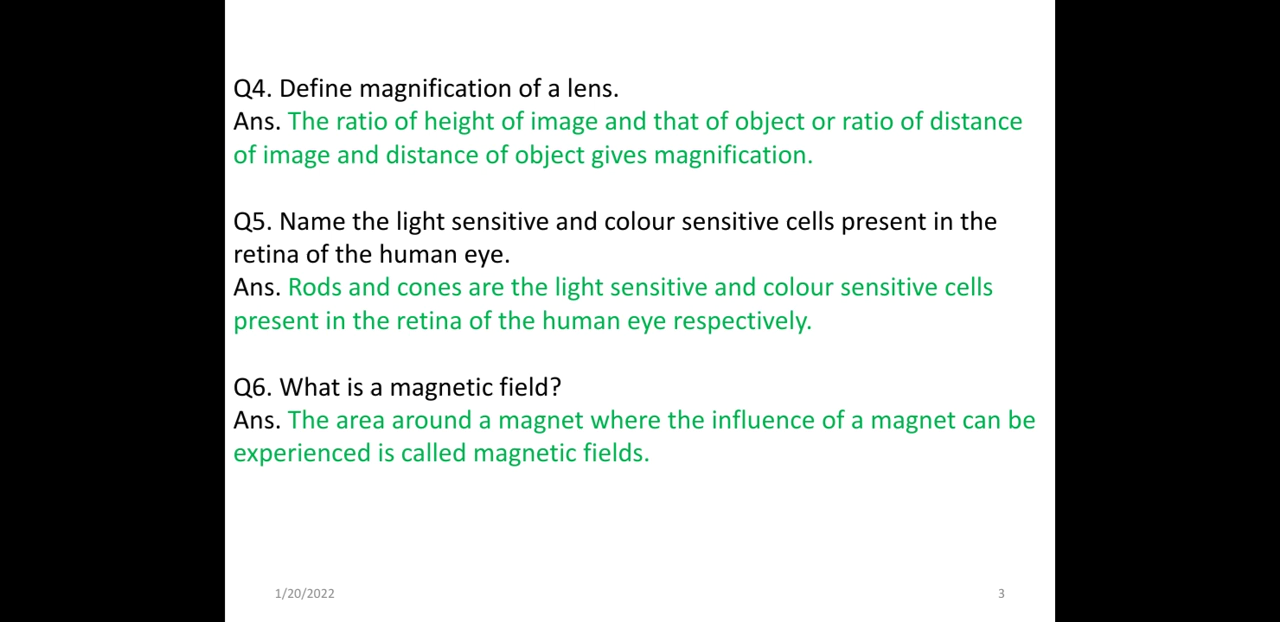 Q4. Define magnification of a lens.
Ans. The ratio of height of image and that of object or ratio of distance
of image and distance of object gives magnification.
Q5. Name the light sensitive and colour sensitive cells present in the
retina of the human eye.
Ans. Rods and cones are the light sensitive and colour sensitive cells
present in the retina of the human eye respectively.
Q6. What is a magnetic field?
Ans. The area around a magnet where the influence of a magnet can be
experienced is called magnetic fields.
1/20/2022
3